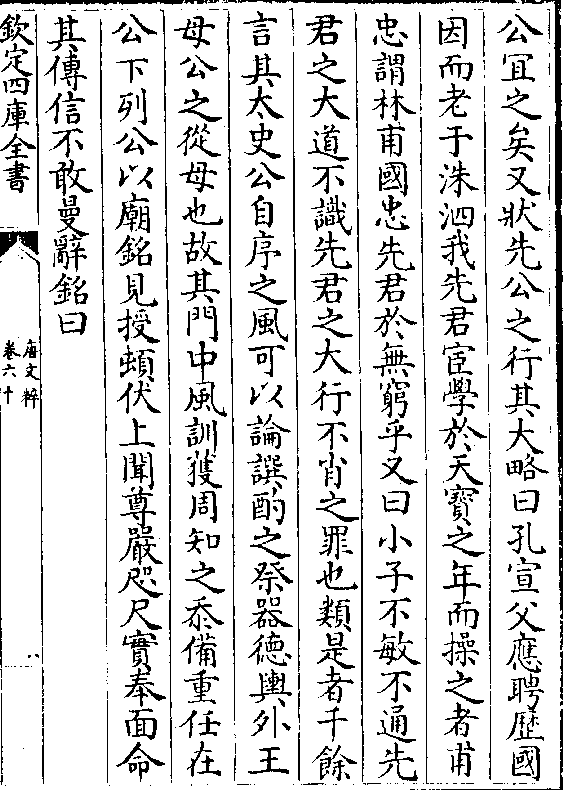 公宜之矣又狀先公之行其大略曰孔宣父應聘歷國
因而老于洙泗我先君宦學於天寶之年而操之者甫
忠謂林甫國忠先君於無窮乎又曰小子不敏不通先
君之大道不識先君之大行不肖之罪也類是者千餘
言其太史公自序之風可以論譔酌之祭器德輿外王
母公之從母也故其門中風訓獲周知之忝備重任在
公下列公以廟銘見授頓伏上聞尊嚴咫尺實奉面命
其傳信不敢曼辭銘曰
欽定四庫全書
唐文粹
卷六十